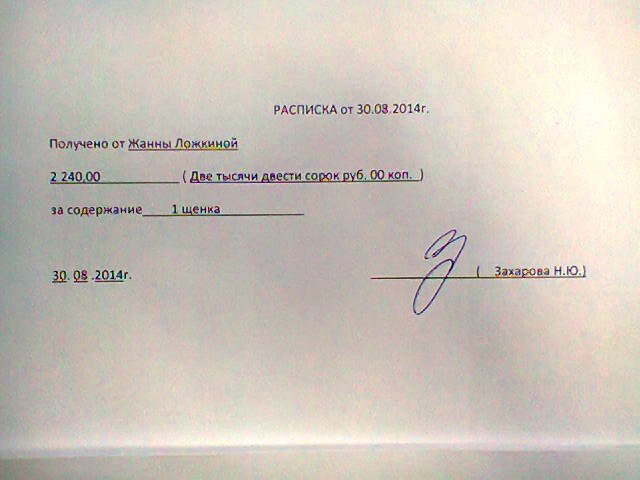 РАСПИСКА от 30.08.2014г.
Получено от Жанны Ложкиной
2 240,00 ( Две тысячи двести сорок руб. 00 коп. )
за содержание 1 щенка
30. 08 .2014г. ( Захарова Н.Ю.)